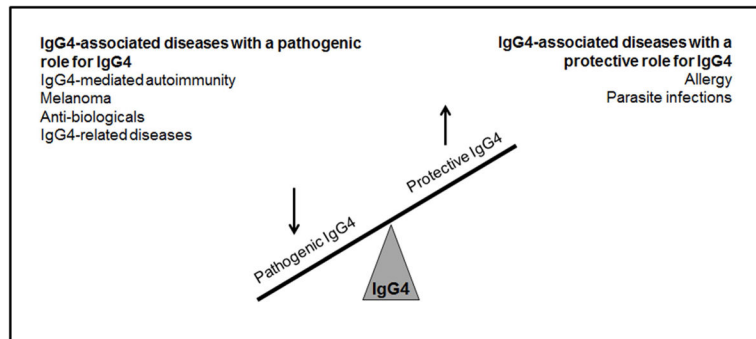 IgG4-associated diseases with a pathogenic
role for IgG4
IgG4-mediated autoimmunity
Melanoma
Anti-biologicals
IgG4-related diseases
IgG4-associated diseases with a
protective role for IgG4
Allergy
Parasite infections
Protective IgG4
Pathogenic IgG4
IgG4